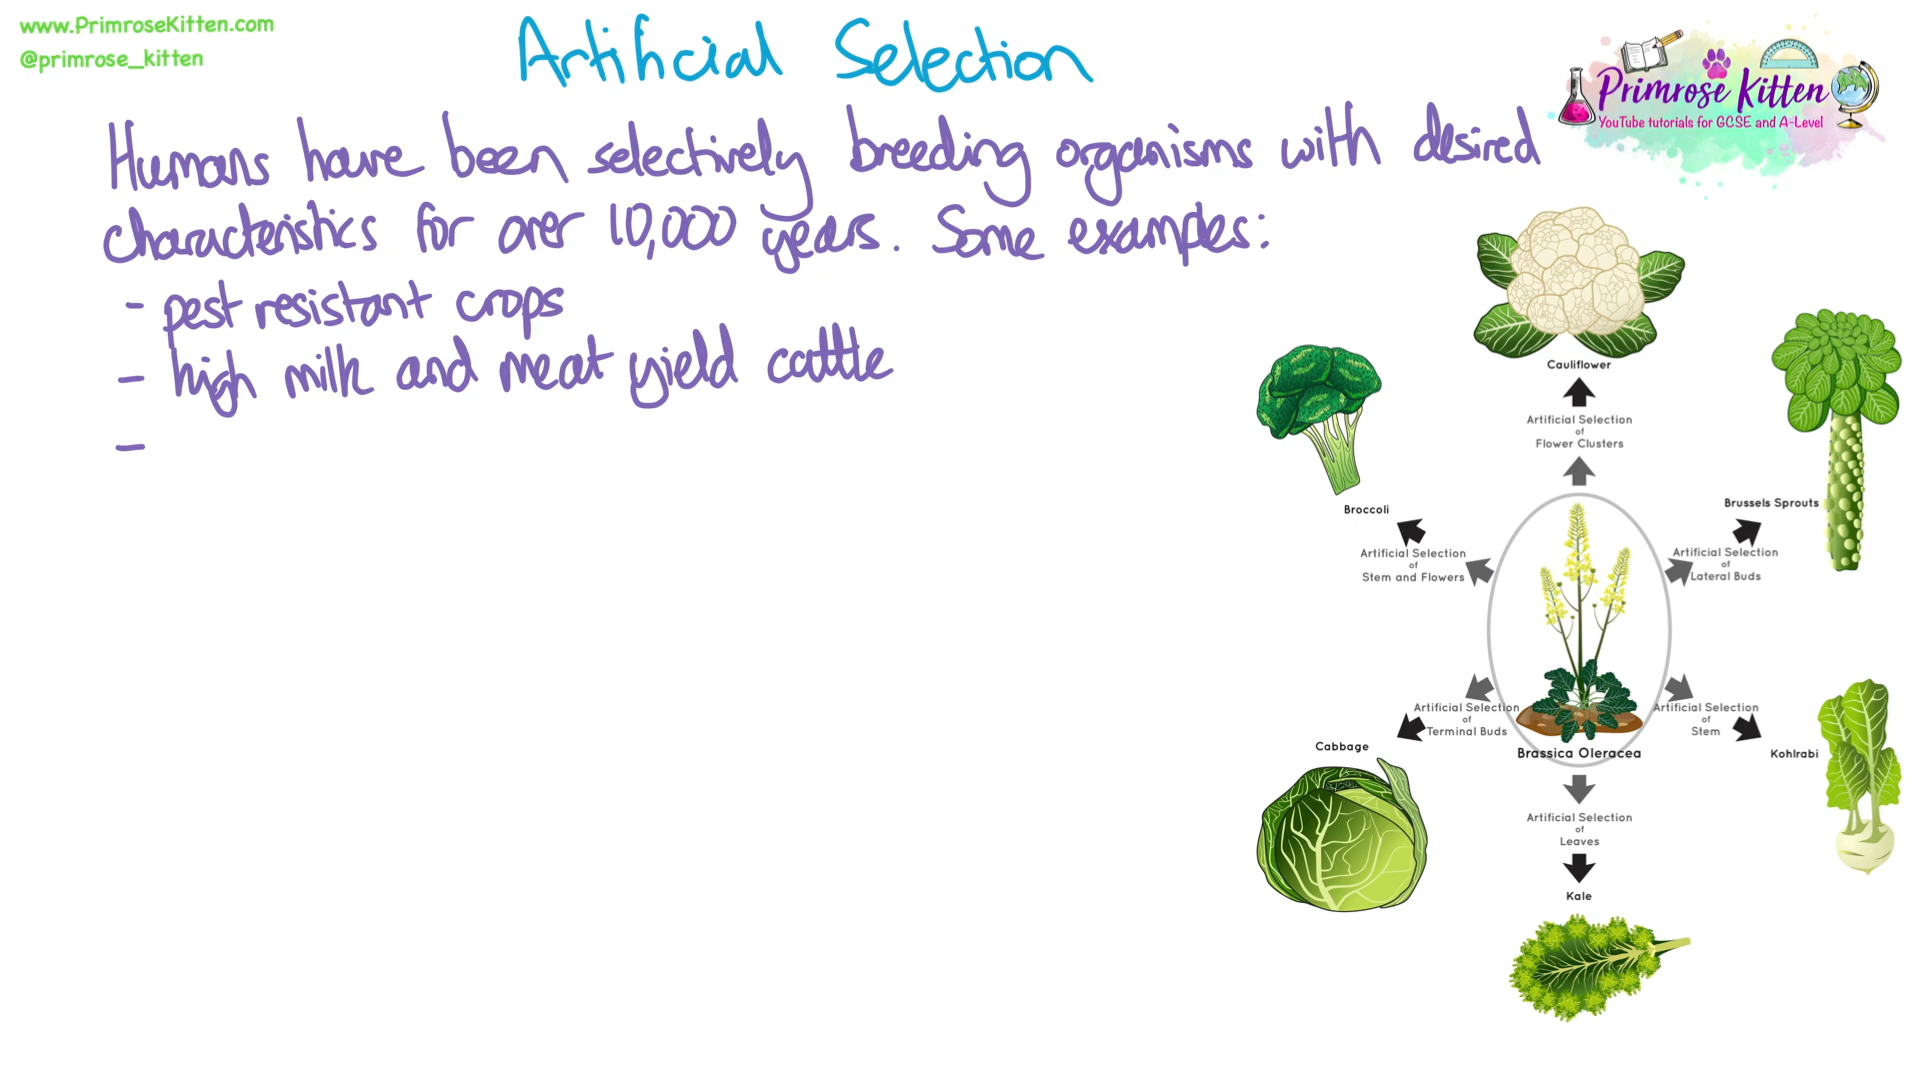 www.PrimroseKitten.com
@primrose_kitten
Artificial Selection
Primrose Kitten
YouTube tutorials for GCSE and A-Level
Humans have been selectively breeding organisms with desired
characteristics for over 10,000 years. Some examples:
- pest resistant crops
- high milk and meat yield cattle
-
Cauliflower
Artificial Selection
of
Flower Clusters
Broccoli
Artificial Selection
of
Stem and Flowers
Brussels Sprouts
Artificial Selection
of
Lateral Buds
Artificial Selection
of
Terminal Buds
Cabbage
Artificial Selection
of
Stem
Kohlrabi
Brassica Oleracea
Artificial Selection
of
Leaves
Kale